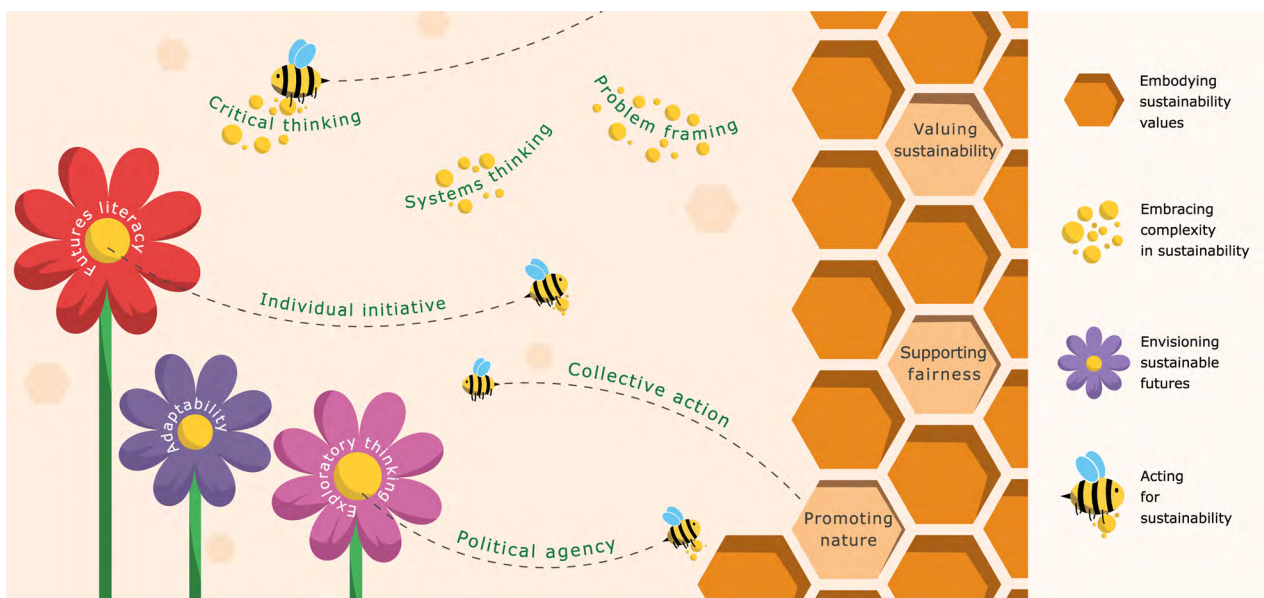 Critical thinking
Problem framing
Systems thinking
Valuing
sustainability
Futures literacy
Individual initiative
Supporting
fairness
Collective action
Adaptability
Exploratory thinking
Promoting
nature
Political agency
Embodying
sustainability
values
Embracing
complexity
in sustainability
Envisioning
sustainable
futures
Acting
for
sustainability